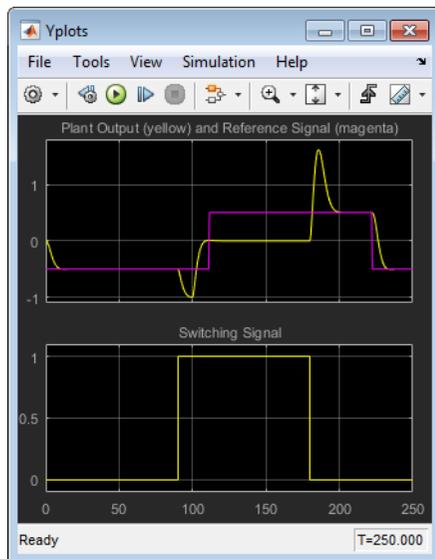 Yplots
File Tools View Simulation Help
Plant Output (yellow) and Reference Signal (magenta)
1
0
-1
Switching Signal
1
0.5
0
0 50 100 150 200 250
Ready T=250.000